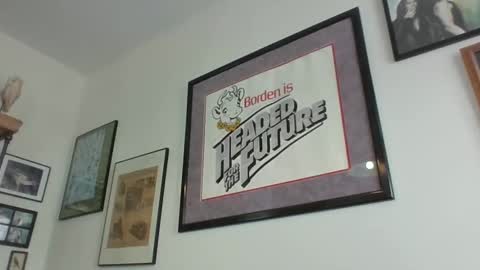 Borden is
HEADED
FOR THE
FUTURE